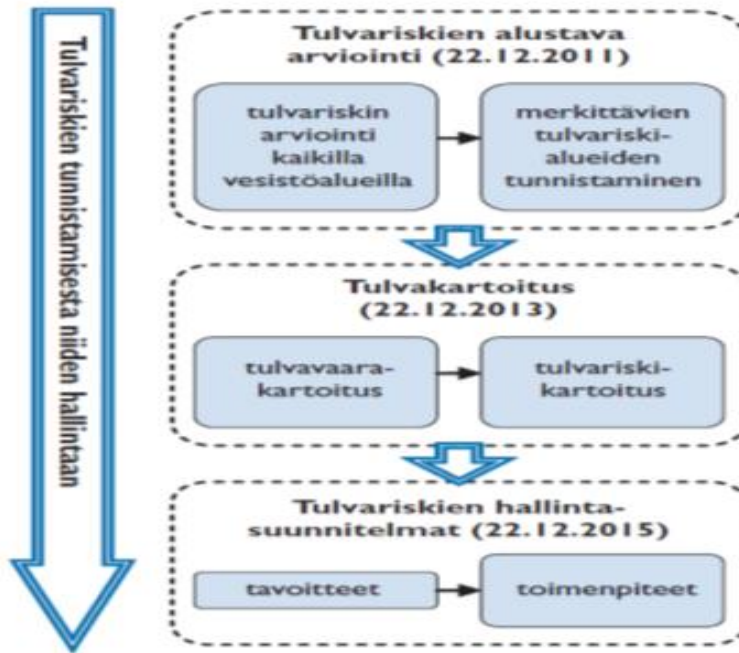 Tulvariskien tunnistamisesta niiden hallintaan
Tulvariskien alustava
arviointi (22.12.2011)
tulvariskin
arviointi
kaikilla
vesistöalueilla
merkittävien
tulvariski-
alueiden
tunnistaminen
Tulvakartoitus
(22.12.2013)
tulvavaara-
kartoitus
tulvariski-
kartoitus
Tulvariskien hallinta-
suunnitelmat (22.12.2015)
tavoitteet
toimenpiteet